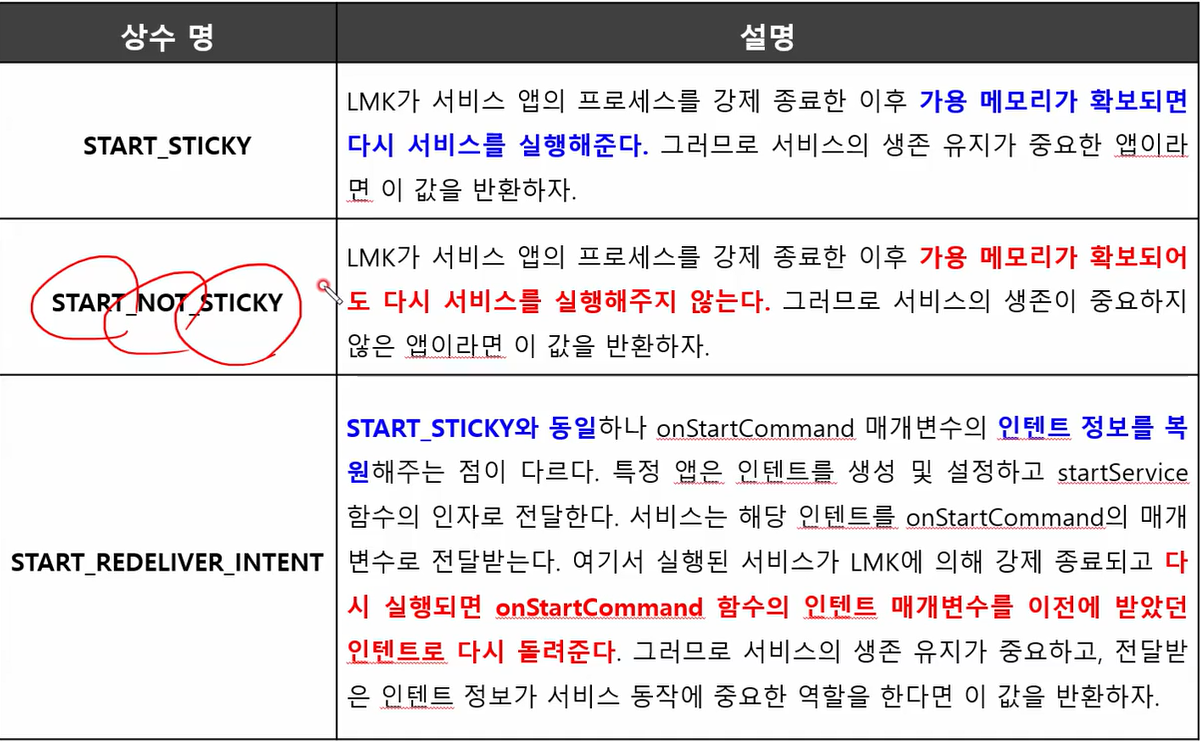 상수 명
설명
START_STICKY
LMK가 서비스 앱의 프로세스를 강제 종료한 이후 가용 메모리가 확보되면
다시 서비스를 실행해준다. 그러므로 서비스의 생존 유지가 중요한 앱이라
면 이 값을 반환하자.
START_NOT_STICKY
LMK가 서비스 앱의 프로세스를 강제 종료한 이후 가용 메모리가 확보되어
도 다시 서비스를 실행해주지 않는다. 그러므로 서비스의 생존이 중요하지
않은 앱이라면 이 값을 반환하자.
START_REDELIVER_INTENT
START_STICKY와 동일하나 onStartCommand 매개변수의 인텐트 정보를 복
원해주는 점이 다르다. 특정 앱은 인텐트를 생성 및 설정하고 startService
함수의 인자로 전달한다. 서비스는 해당 인텐트를 onStartCommand의 매개
변수로 전달받는다. 여기서 실행된 서비스가 LMK에 의해 강제 종료되고 다
시 실행되면 onStartCommand 함수의 인텐트 매개변수를 이전에 받았던
인텐트로 다시 돌려준다. 그러므로 서비스의 생존 유지가 중요하고, 전달받
은 인텐트 정보가 서비스 동작에 중요한 역할을 한다면 이 값을 반환하자.